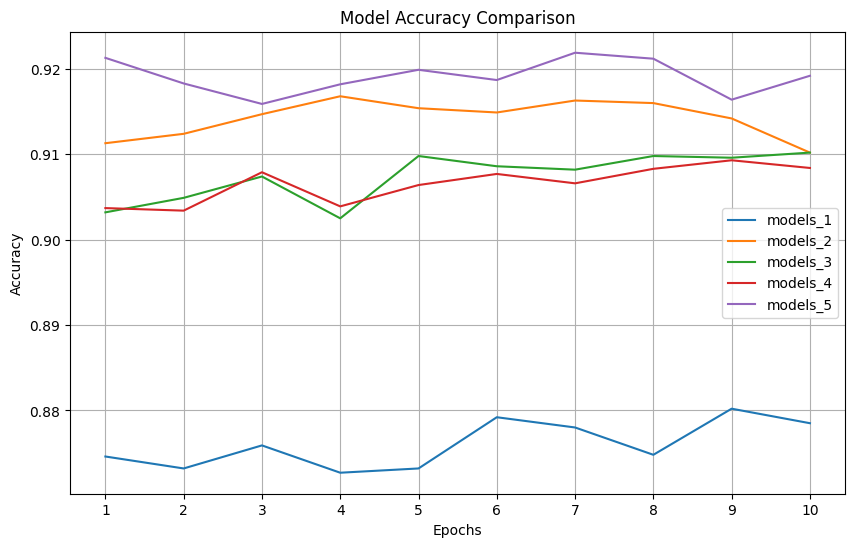 Model Accuracy Comparison
Accuracy
0.92
0.91
0.90
0.89
0.88
models_1
models_2
models_3
models_4
models_5
1 2 3 4 5 6 7 8 9 10
Epochs